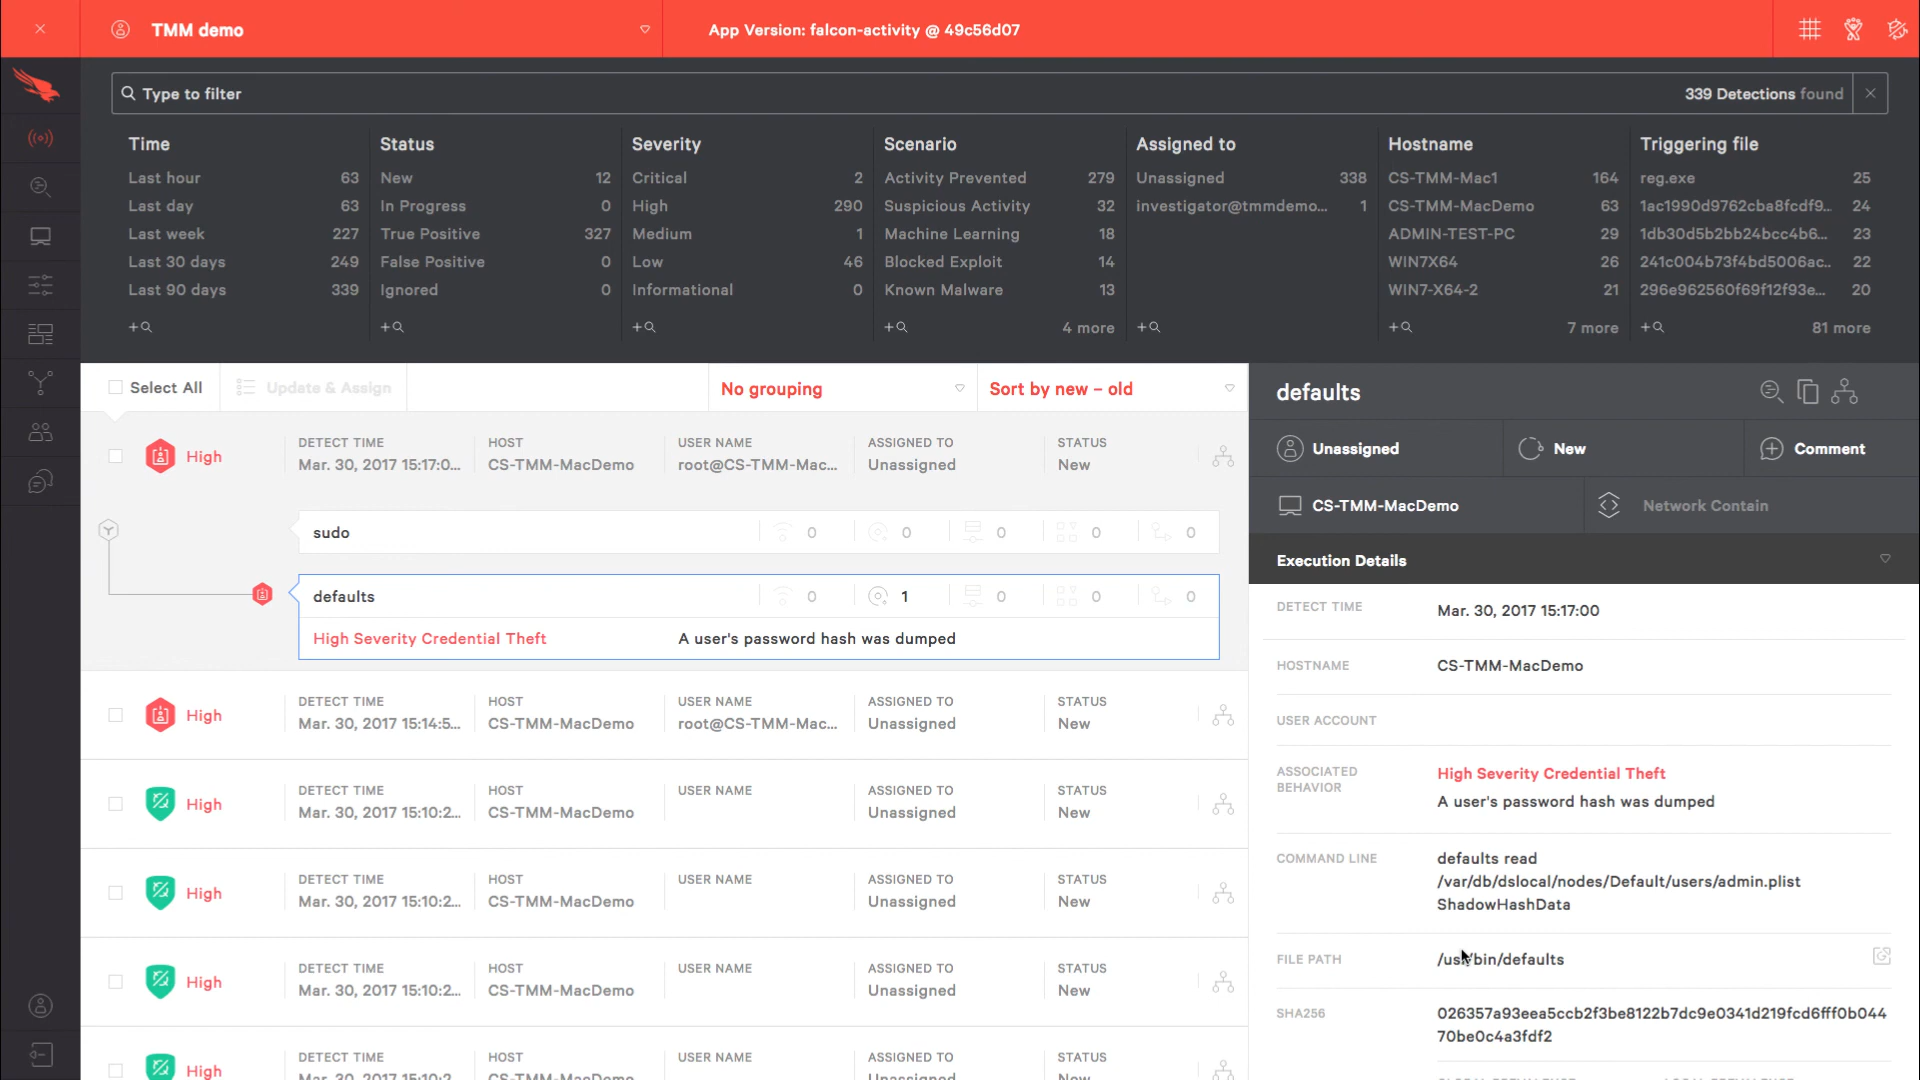 TMM demo
App Version: falcon-activity @ 49c56d07
Type to filter
339 Detections found
Time
Last hour 63
Last day 63
Last week 227
Last 30 days 249
Last 90 days 339
Status
New 12
In Progress 0
True Positive 327
False Positive 0
Ignored 0
Severity
Critical 2
High 290
Medium 1
Low 46
Informational 0
Scenario
Activity Prevented 279
Suspicious Activity 32
Machine Learning 18
Blocked Exploit 14
Known Malware 13
4 more
Assigned to
Unassigned 338
investigator@tmmdemo... 1
Hostname
CS-TMM-Mac1 164
CS-TMM-MacDemo 63
ADMIN-TEST-PC 29
WIN7X64 26
WIN7-X64-2 21
7 more
Triggering file
reg.exe 25
1ac1990d9762cba8fcdf9... 24
1db30d5b2bb24bcc4b6... 23
241c004b73f4bd5006ac... 22
296e962560f69f12f93e... 20
81 more
Select All
Update & Assign
No grouping
Sort by new – old
High
DETECT TIME HOST USER NAME ASSIGNED TO STATUS
Mar. 30, 2017 15:17:0... CS-TMM-MacDemo root@CS-TMM-Mac... Unassigned New
sudo 0 0 0 0 0
defaults 0 1 0 0 0
High Severity Credential Theft A user's password hash was dumped
High
DETECT TIME HOST USER NAME ASSIGNED TO STATUS
Mar. 30, 2017 15:14:5... CS-TMM-MacDemo root@CS-TMM-Mac... Unassigned New
High
DETECT TIME HOST USER NAME ASSIGNED TO STATUS
Mar. 30, 2017 15:10:2... CS-TMM-MacDemo Unassigned New
High
DETECT TIME HOST USER NAME ASSIGNED TO STATUS
Mar. 30, 2017 15:10:2... CS-TMM-MacDemo Unassigned New
High
DETECT TIME HOST USER NAME ASSIGNED TO STATUS
Mar. 30, 2017 15:10:2... CS-TMM-MacDemo Unassigned New
High
DETECT TIME HOST USER NAME ASSIGNED TO STATUS
Mar. 30, 2017 15:10:2... CS-TMM-MacDemo Unassigned New
defaults
Unassigned
New
Comment
CS-TMM-MacDemo
Network Contain
Execution Details
DETECT TIME Mar. 30, 2017 15:17:00
HOSTNAME CS-TMM-MacDemo
USER ACCOUNT
ASSOCIATED BEHAVIOR
High Severity Credential Theft
A user's password hash was dumped
COMMAND LINE
defaults read
/var/db/dslocal/nodes/Default/users/admin.plist
ShadowHashData
FILE PATH /usr/bin/defaults
SHA256
026357a93eea5ccb2f3be8122b7dc9e0341d219fcd6fff0b044
70be0c4a3fdf2